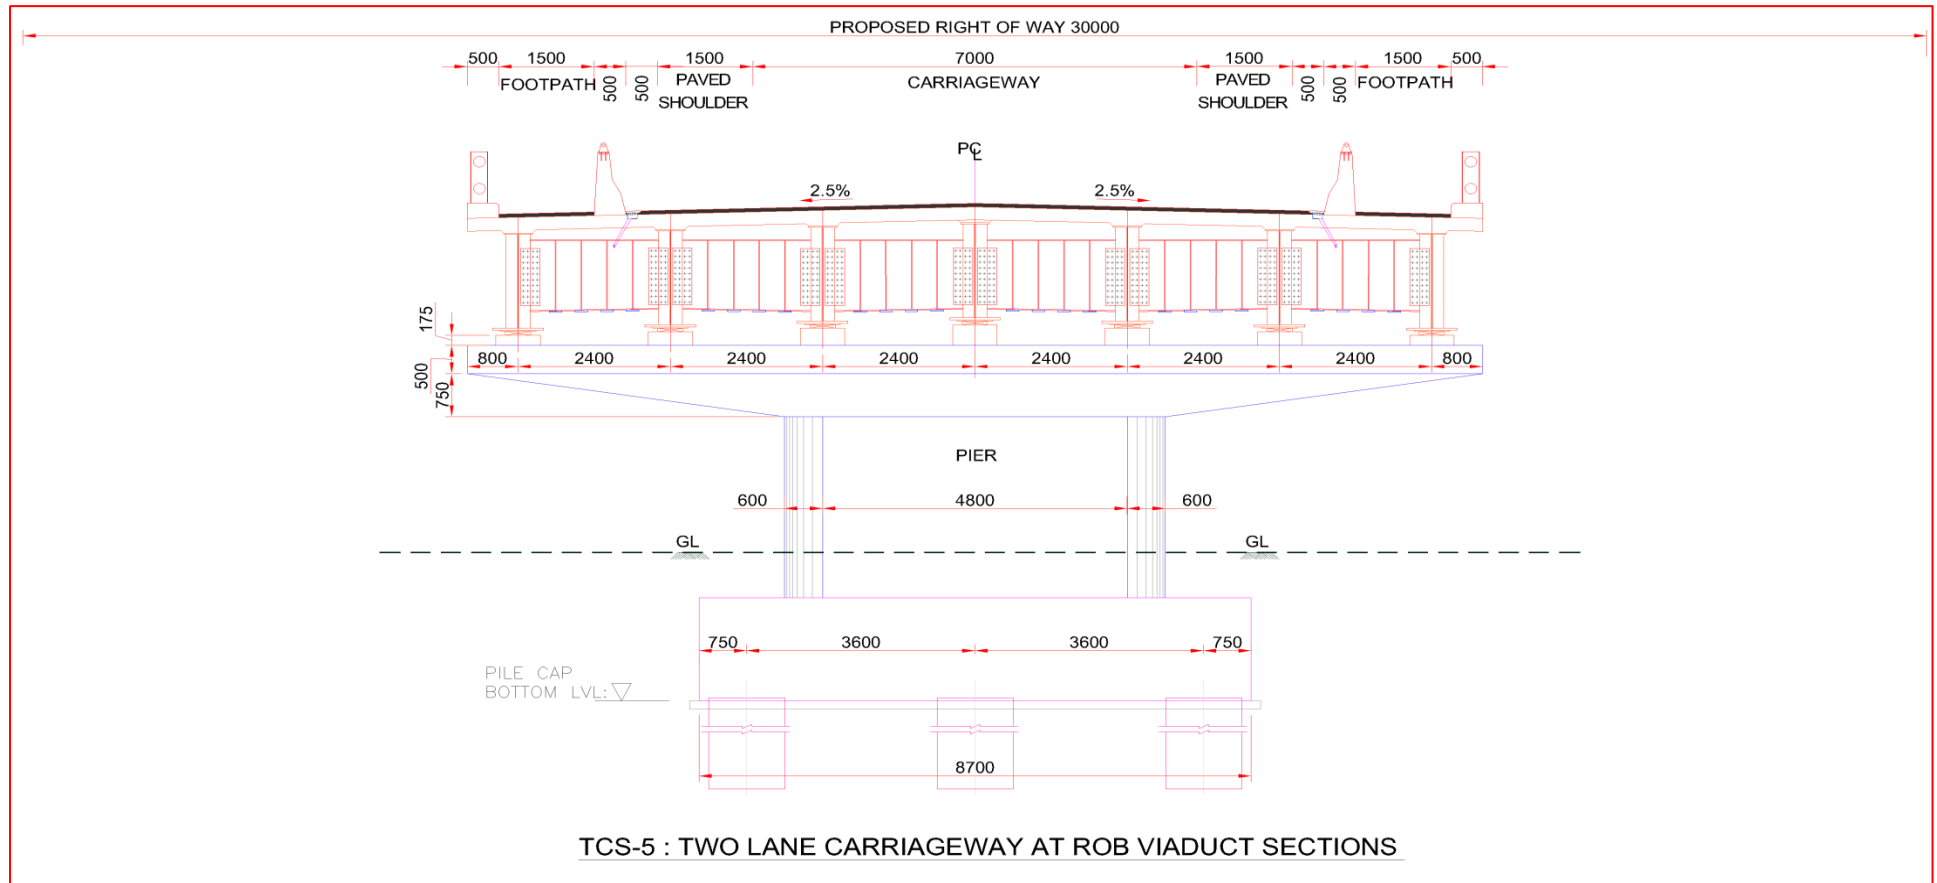 PROPOSED RIGHT OF WAY 30000
500 1500 1500 7000 1500 1500 500
FOOTPATH 500 500 PAVED SHOULDER CARRIAGEWAY PAVED SHOULDER 500 500 FOOTPATH
PCL
2.5% 2.5%
175
800 2400 2400 2400 2400 2400 2400 800
500
750
PIER
600 4800 600
GL GL
750 3600 3600 750
PILE CAP
BOTTOM LVL:
8700
TCS-5 : TWO LANE CARRIAGEWAY AT ROB VIADUCT SECTIONS